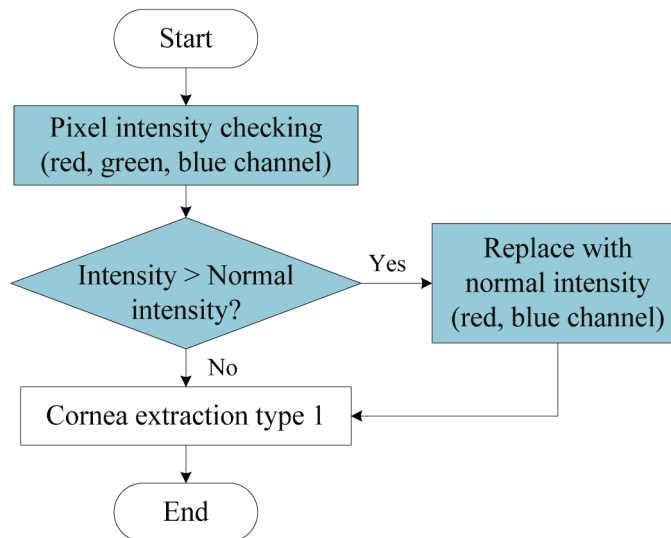 Start
Pixel intensity checking
(red, green, blue channel)
Intensity > Normal
intensity?
Yes
Replace with
normal intensity
(red, blue channel)
No
Cornea extraction type 1
End